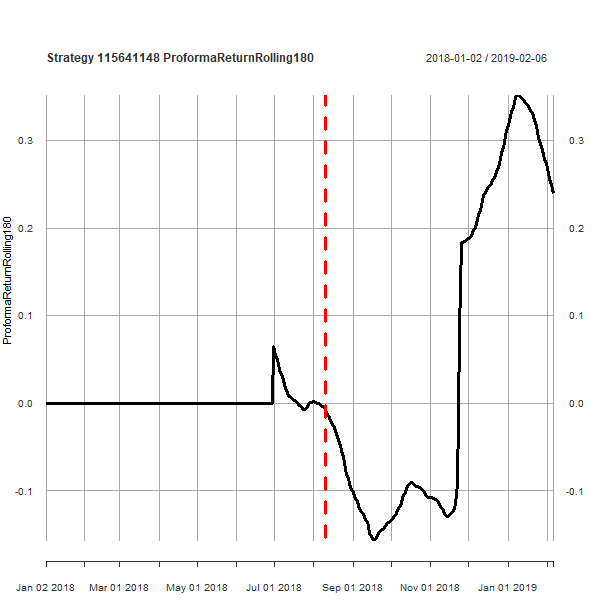 Strategy 115641148 ProformaReturnRolling180
2018-01-02 / 2019-02-06
ProformaReturnRolling180
0.3
0.2
0.1
0.0
-0.1
0.3
0.2
0.1
0.0
-0.1
Jan 02 2018
Mar 01 2018
May 01 2018
Jul 01 2018
Sep 01 2018
Nov 01 2018
Jan 01 2019